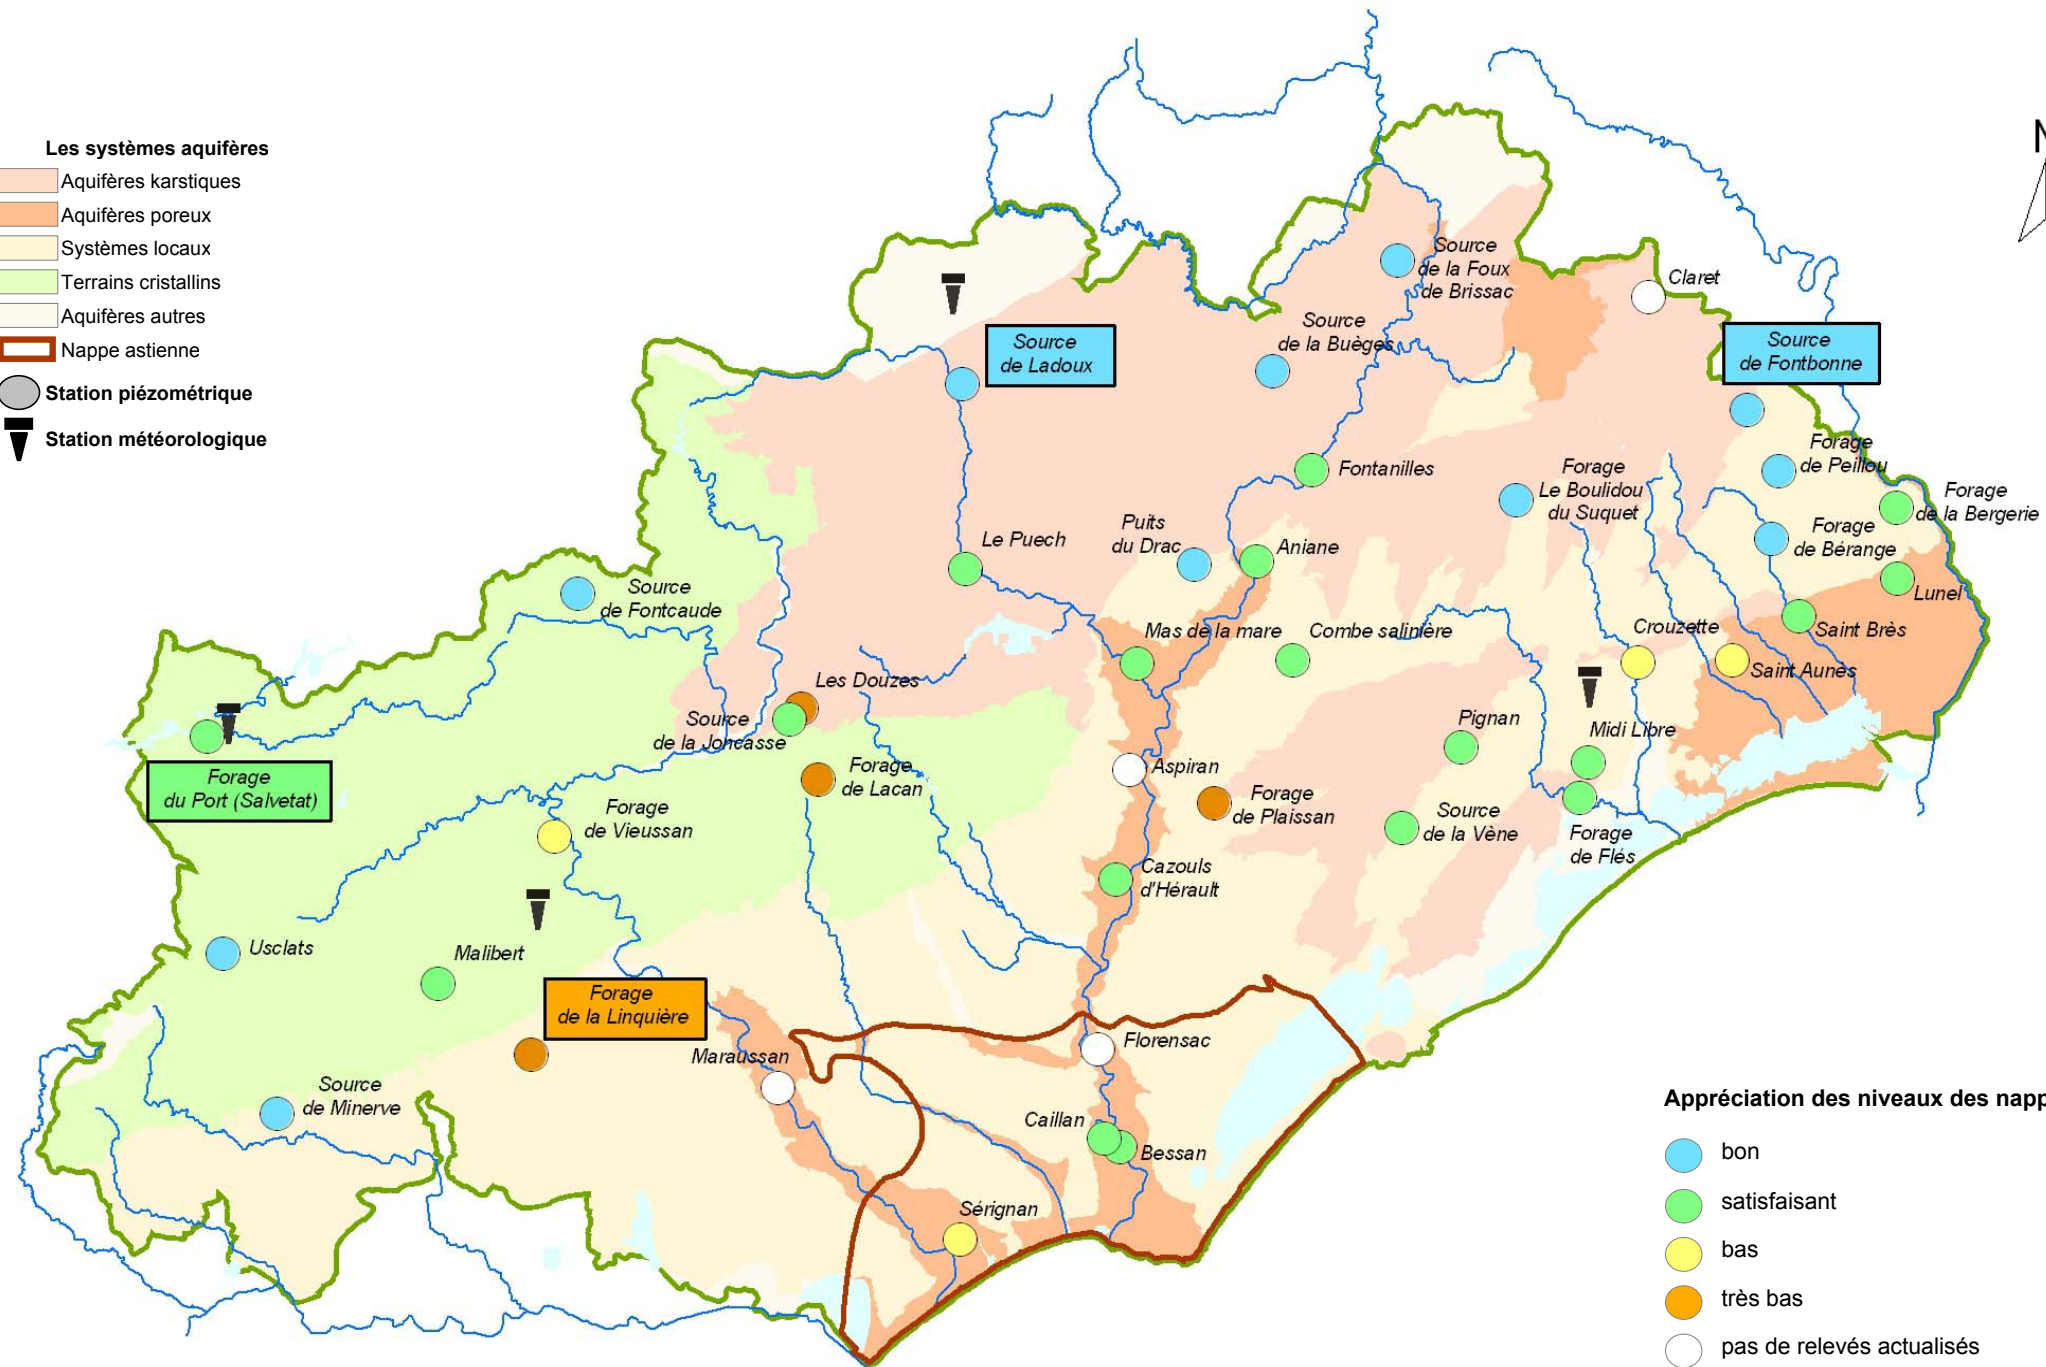 Les systèmes aquifères
Aquifères karstiques
Aquifères poreux
Systèmes locaux
Terrains cristallins
Aquifères autres
Nappe astienne
Station piézométrique
Station météorologique
N
Source
de la Foux
de Brissac
Claret
Source
de la Buèges
Source
de Ladoux
Source
de Fontbonne
Forage
de Peillou
Fontanilles
Forage
Le Boulidou
du Suquet
Forage
de la Bergerie
Forage
de Bérange
Le Puech
Puits
du Drac
Aniane
Source
de Fontcaude
Lunel
Mas de la mare
Combe salinière
Crouzette
Saint Brès
Saint Aunès
Les Douzes
Source
de la Joncasse
Pignan
Midi Libre
Forage
du Port (Salvetat)
Forage
de Lacan
Aspiran
Forage
de Plaissan
Forage
de Vieussan
Source
de la Vène
Forage
de Flés
Cazouls
d'Hérault
Usclats
Malibert
Forage
de la Linquière
Maraussan
Florensac
Source
de Minerve
Caillan
Bessan
Sérignan
Appréciation des niveaux des napp
bon
satisfaisant
bas
très bas
pas de relevés actualisés